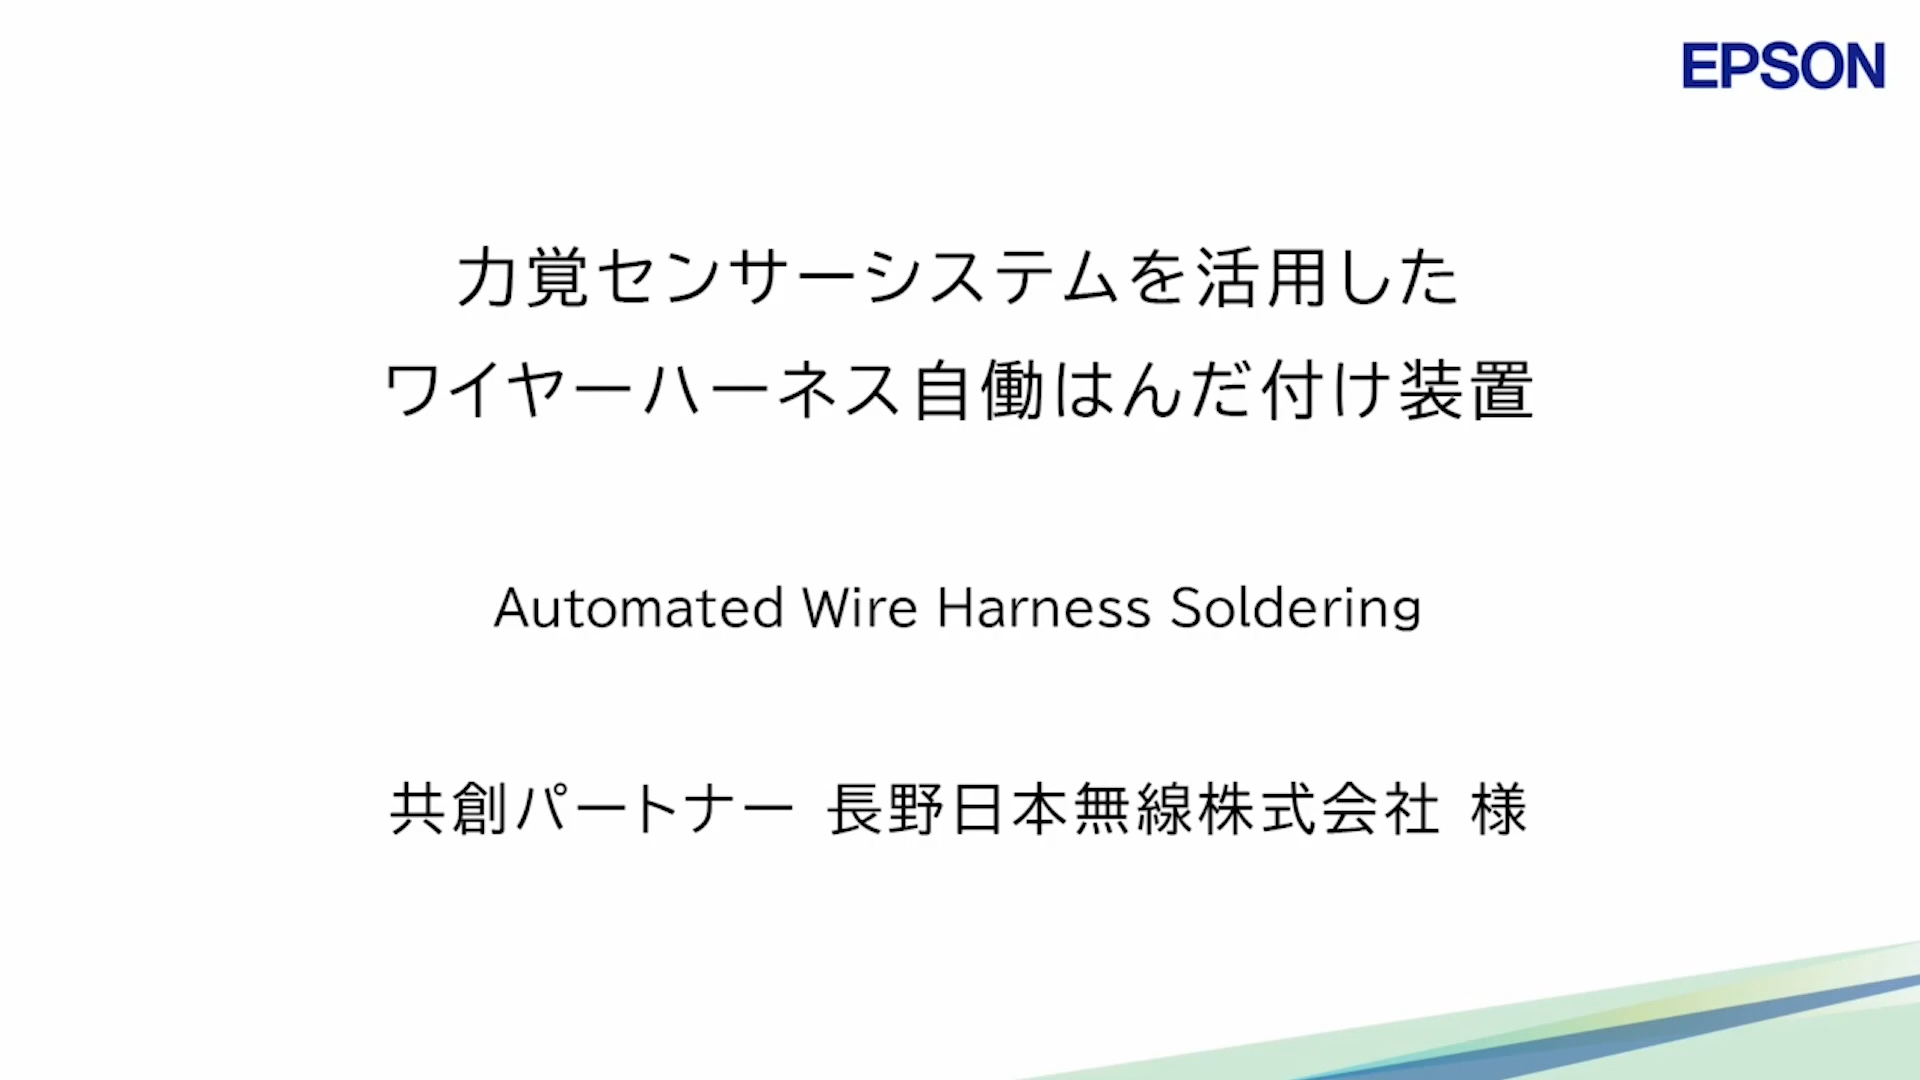 EPSON
力覚センサーシステムを活用した
ワイヤーハーネス自働はんだ付け装置
Automated Wire Harness Soldering
共創パートナー 長野日本無線株式会社 様